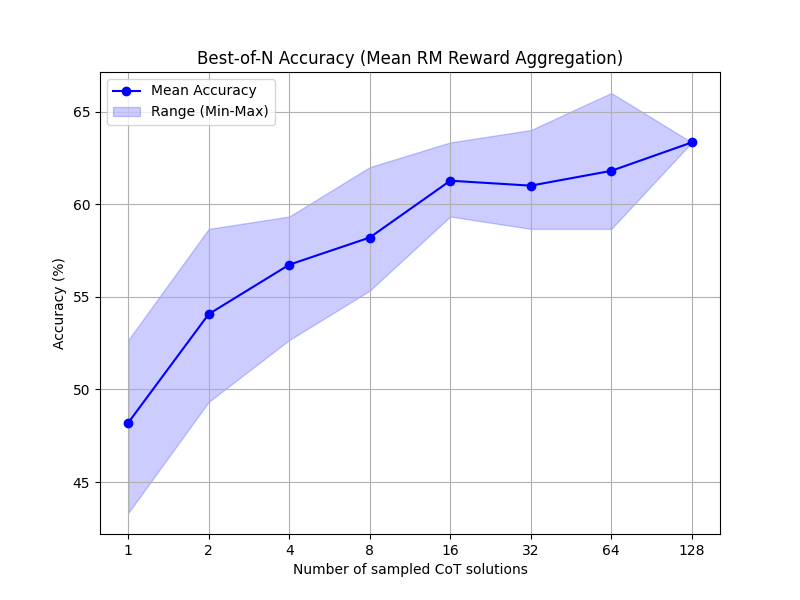 Best-of-N Accuracy (Mean RM Reward Aggregation)
Mean Accuracy
Range (Min-Max)
65
60
55
50
45
Accuracy (%)
1 2 4 8 16 32 64 128
Number of sampled CoT solutions